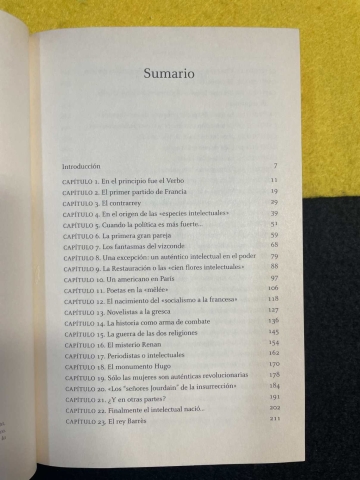 Sumario
Introducción 7
CAPÍTULO 1. En el principio fue el Verbo 11
CAPÍTULO 2. El primer partido de Francia 19
CAPÍTULO 3. El contrarrey 29
CAPÍTULO 4. En el origen de las «especies intelectuales» 39
CAPÍTULO 5. Cuando la política es más fuerte... 51
CAPÍTULO 6. La primera gran pareja 59
CAPÍTULO 7. Los fantasmas del vizconde 68
CAPÍTULO 8. Una excepción: un auténtico intelectual en el poder 79
CAPÍTULO 9. La Restauración o las «cien flores intelectuales» 88
CAPÍTULO 10. Un americano en París 97
CAPÍTULO 11. Poetas en la «mêlée» 106
CAPÍTULO 12. El nacimiento del «socialismo a la francesa» 118
CAPÍTULO 13. Novelistas a la gresca 127
CAPÍTULO 14. La historia como arma de combate 136
CAPÍTULO 15. La guerra de las dos religiones 145
CAPÍTULO 16. El misterio Renan 154
CAPÍTULO 17. Periodistas o intelectuales 162
CAPÍTULO 18. El monumento Hugo 170
CAPÍTULO 19. Sólo las mujeres son auténticas revolucionarias 178
CAPÍTULO 20. «Los "señores Jourdain" de la insurrección» 184
CAPÍTULO 21. ¿Y en otras partes? 191
CAPÍTULO 22. Finalmente el intelectual nació... 202
CAPÍTULO 23. El rey Barrès 211